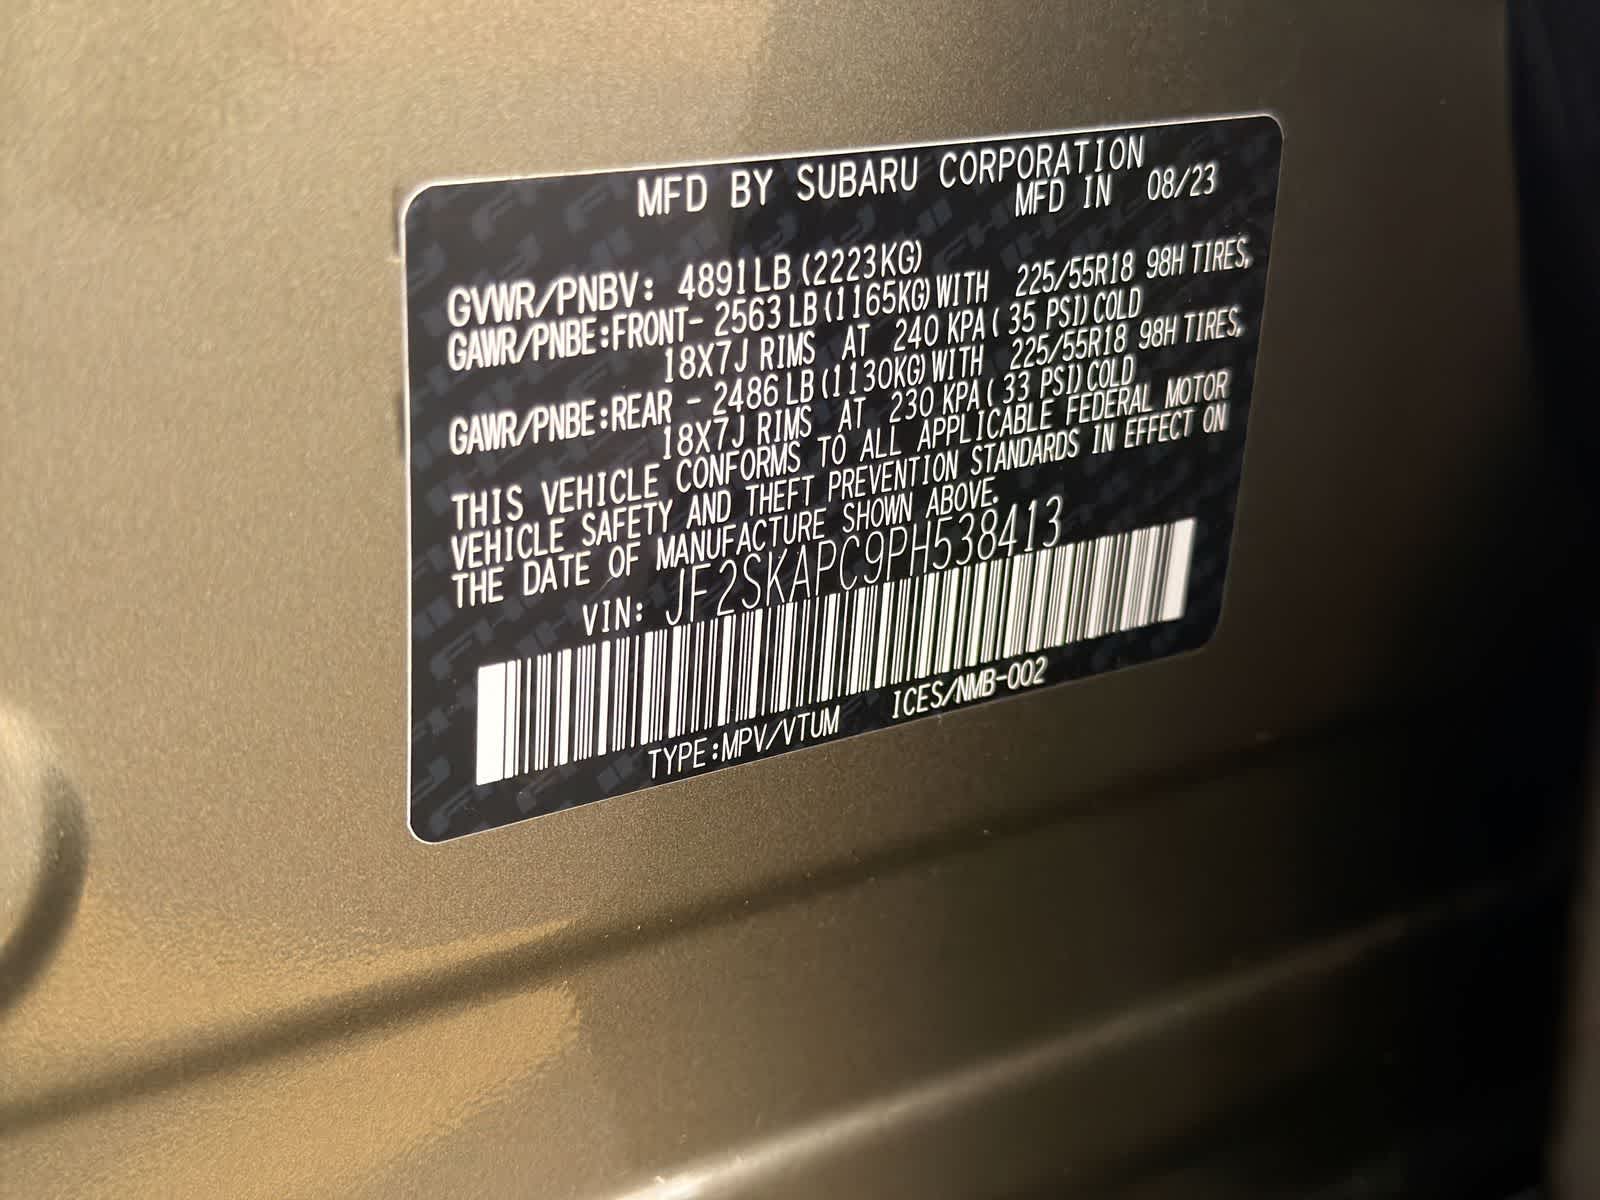 MFD BY SUBARU CORPORATION
MFD IN 08/23
GVWR/PNBV: 4891LB(2223KG)
GAWR/PNBE:FRONT- 2563LB(1165KG)WITH 225/55R18 98H TIRES,
18X7J RIMS AT 240 KPA( 35 PSI)COLD
GAWR/PNBE:REAR - 2486LB(1130KG)WITH 225/55R18 98H TIRES,
18X7J RIMS AT 230 KPA( 33 PSI)COLD
THIS VEHICLE CONFORMS TO ALL APPLICABLE FEDERAL MOTOR
VEHICLE SAFETY AND THEFT PREVENTION STANDARDS IN EFFECT ON
THE DATE OF MANUFACTURE SHOWN ABOVE.
VIN: JF2SKAPC9PH538413
TYPE:MPV/VTUM ICES/NMB-002